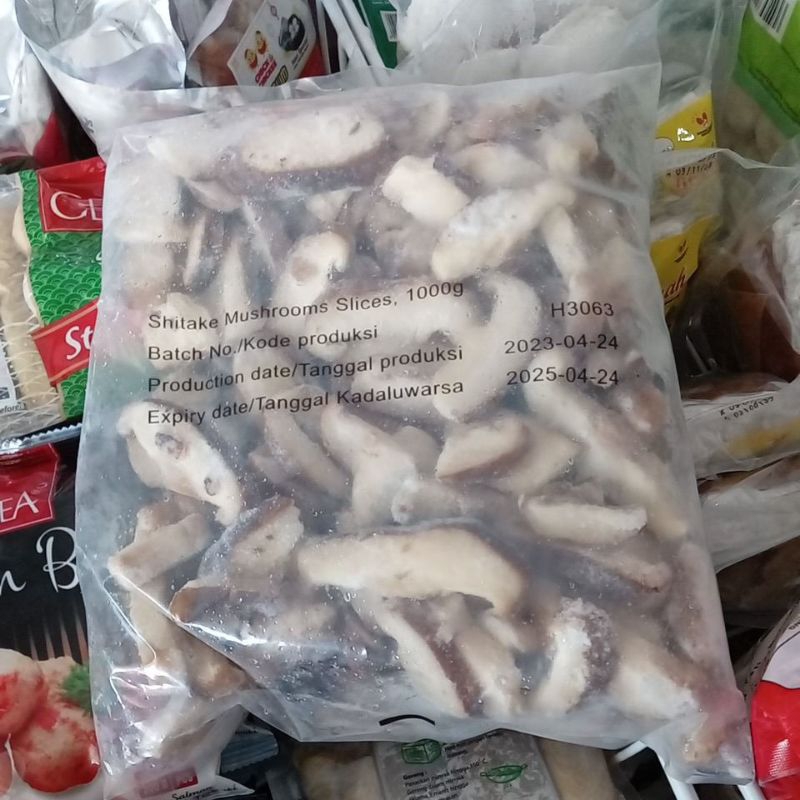 Shitake Mushrooms Slices, 1000g
Batch No./Kode produksi H3063
Production date/Tanggal produksi 2023-04-24
Expiry date/Tanggal Kadaluwarsa 2025-04-24